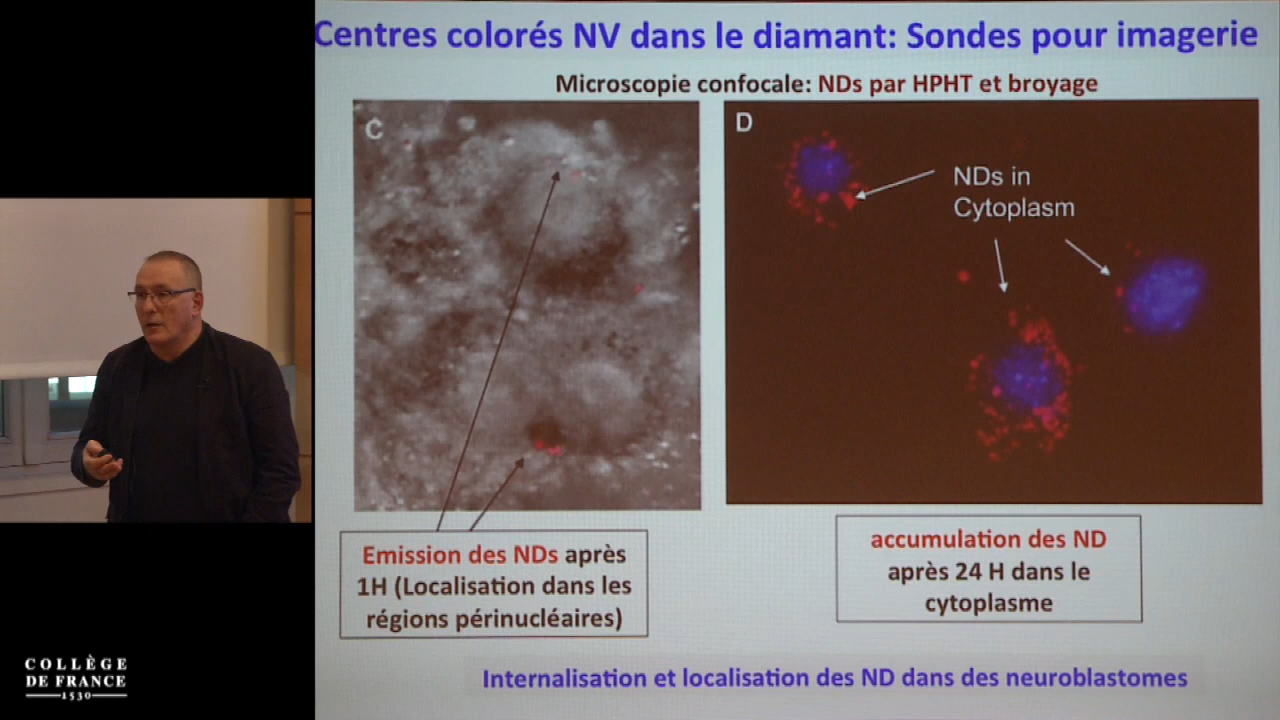 Centres colorés NV dans le diamant: Sondes pour imagerie
Microscopie confocale: NDs par HPHT et broyage
C
D
NDs in
Cytoplasm
Emission des NDs après
1H (Localisation dans les
régions périnucléaires)
accumulation des ND
après 24 H dans le
cytoplasme
Internalisation et localisation des ND dans des neuroblastomes
COLLÈGE
DE FRANCE
1530